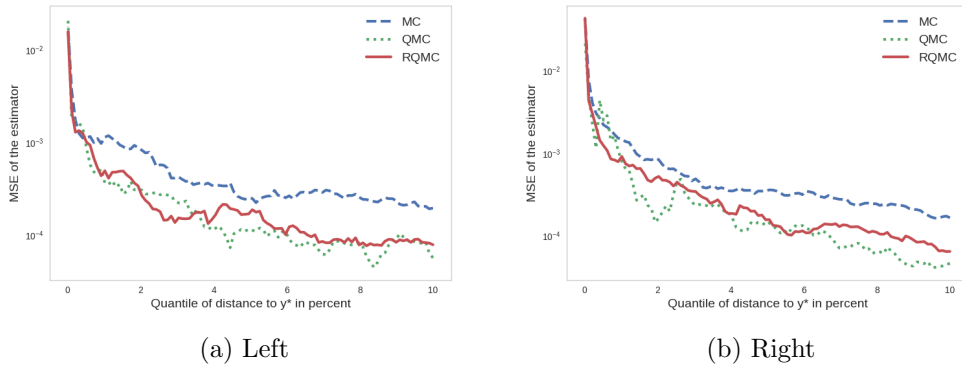 MSE of the estimator
10⁻²
10⁻³
10⁻⁴
MC
QMC
RQMC
0 2 4 6 8 10
Quantile of distance to y* in percent
(a) Left
MSE of the estimator
10⁻²
10⁻³
10⁻⁴
MC
QMC
RQMC
0 2 4 6 8 10
Quantile of distance to y* in percent
(b) Right